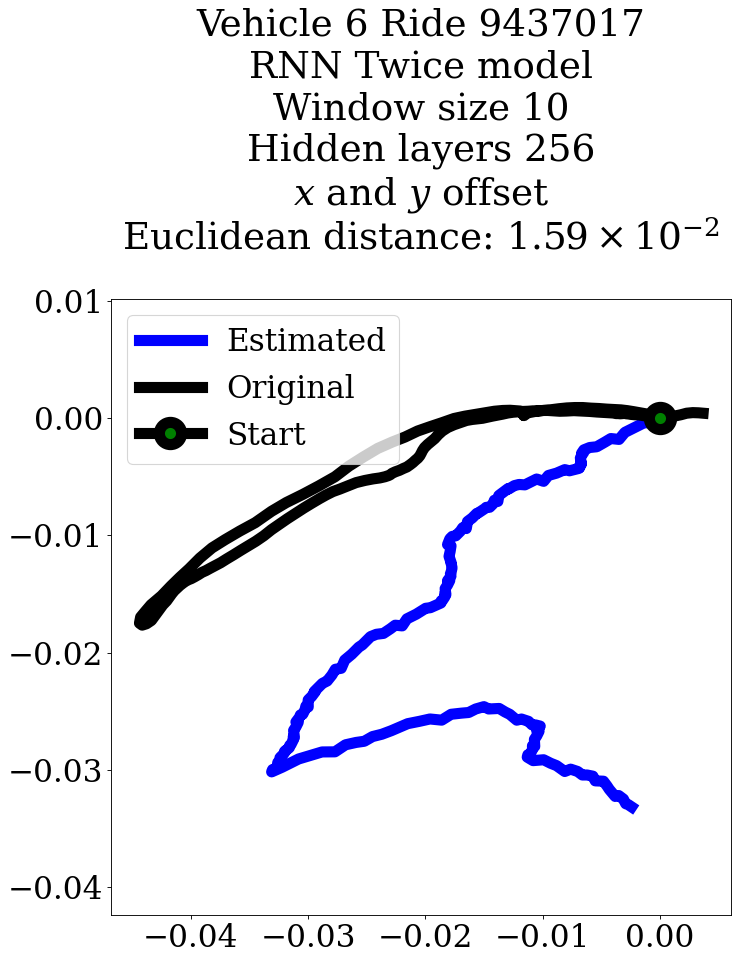 Vehicle 6 Ride 9437017
RNN Twice model
Window size 10
Hidden layers 256
x and y offset
Euclidean distance: 1.59 × 10⁻²
0.01
Estimated
Original
0.00
Start
−0.01
−0.02
−0.03
−0.04
−0.04 −0.03 −0.02 −0.01 0.00